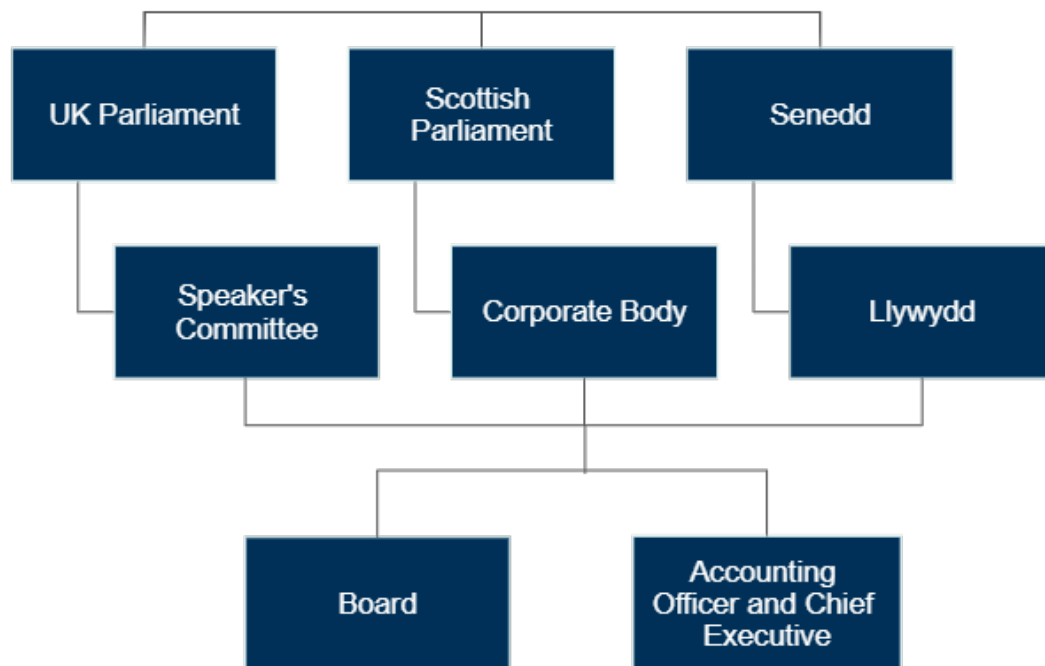 UK Parliament
Scottish
Parliament
Senedd
Speaker's
Committee
Corporate Body
Llywydd
Board
Accounting
Officer and Chief
Executive